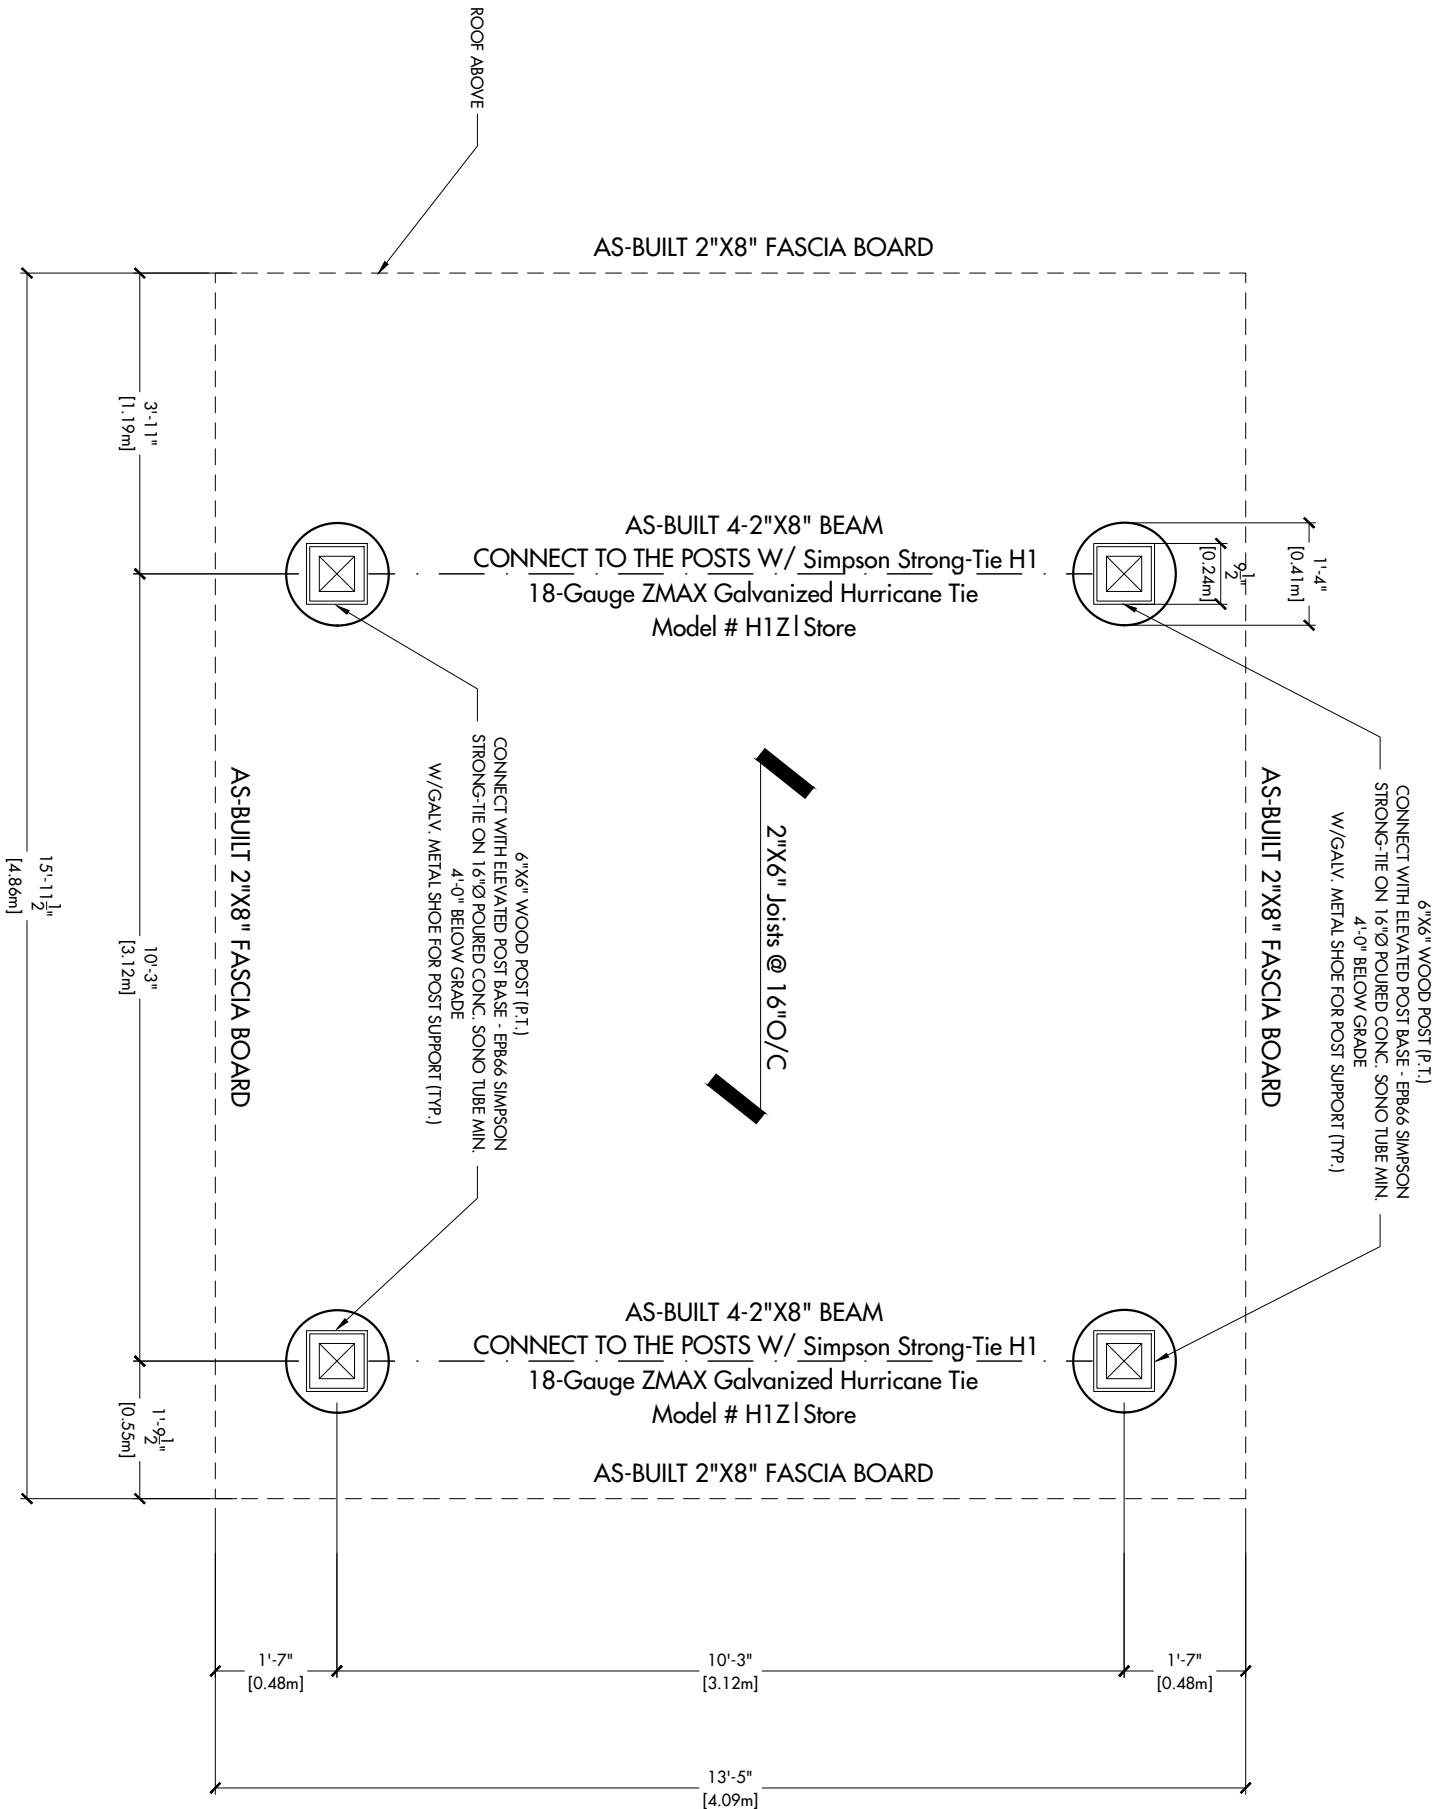 ROOF ABOVE
AS-BUILT 2"X8" FASCIA BOARD
AS-BUILT 4-2"X8" BEAM
CONNECT TO THE POSTS W/ Simpson Strong-Tie H1
18-Gauge ZMAX Galvanized Hurricane Tie
Model # H1Z|Store
1'-4"
[0.41m]
9 1/2"
[0.24m]
3'-11"
[1.19m]
6"X6" WOOD POST (P.T.)
CONNECT WITH ELEVATED POST BASE - EPB66 SIMPSON
STRONG-TIE ON 16"Ø POURED CONC. SONO TUBE MIN.
4'-0" BELOW GRADE
W/GALV. METAL SHOE FOR POST SUPPORT (TYP.)
AS-BUILT 2"X8" FASCIA BOARD
2"X6" Joists @ 16"O/C
6"X6" WOOD POST (P.T.)
CONNECT WITH ELEVATED POST BASE - EPB66 SIMPSON
STRONG-TIE ON 16"Ø POURED CONC. SONO TUBE MIN.
4'-0" BELOW GRADE
W/GALV. METAL SHOE FOR POST SUPPORT (TYP.)
AS-BUILT 2"X8" FASCIA BOARD
10'-3"
[3.12m]
15'-11 1/2"
[4.86m]
AS-BUILT 4-2"X8" BEAM
CONNECT TO THE POSTS W/ Simpson Strong-Tie H1
18-Gauge ZMAX Galvanized Hurricane Tie
Model # H1Z|Store
1'-9 1/2"
[0.55m]
AS-BUILT 2"X8" FASCIA BOARD
1'-7"
[0.48m]
10'-3"
[3.12m]
1'-7"
[0.48m]
13'-5"
[4.09m]